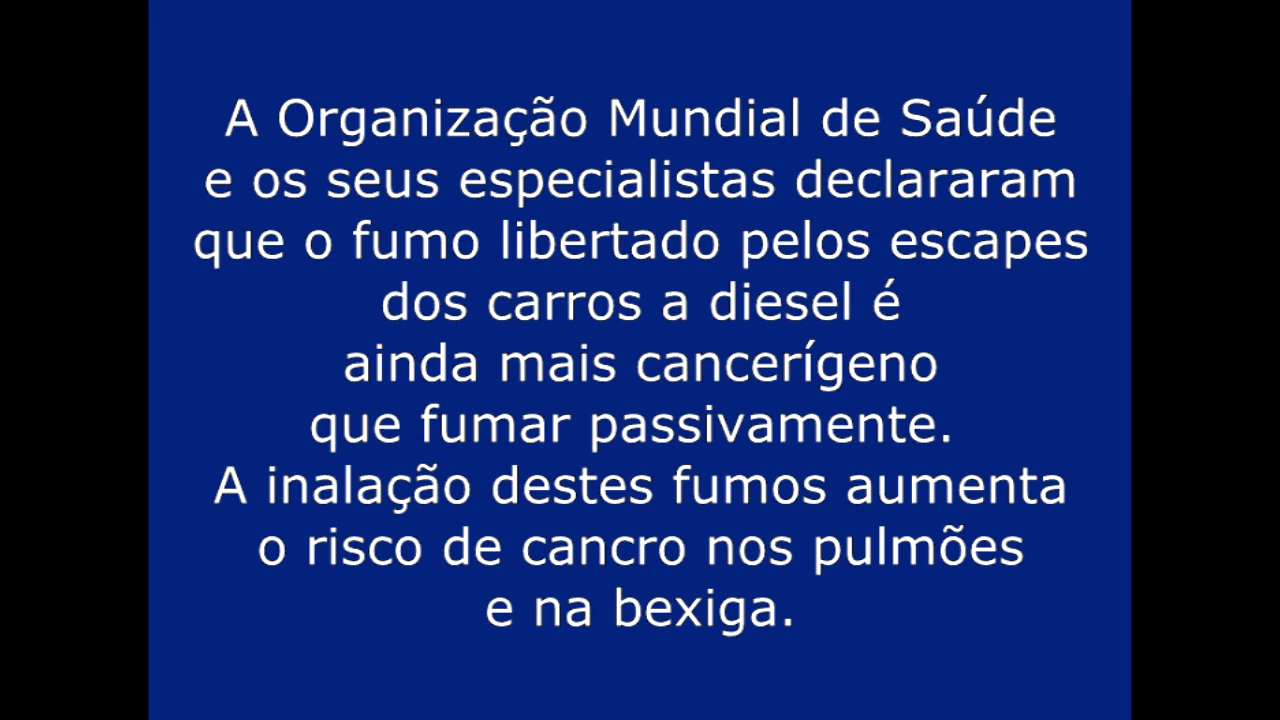 A Organização Mundial de Saúde
e os seus especialistas declararam
que o fumo libertado pelos escapes
dos carros a diesel é
ainda mais cancerígeno
que fumar passivamente.
A inalação destes fumos aumenta
o risco de cancro nos pulmões
e na bexiga.